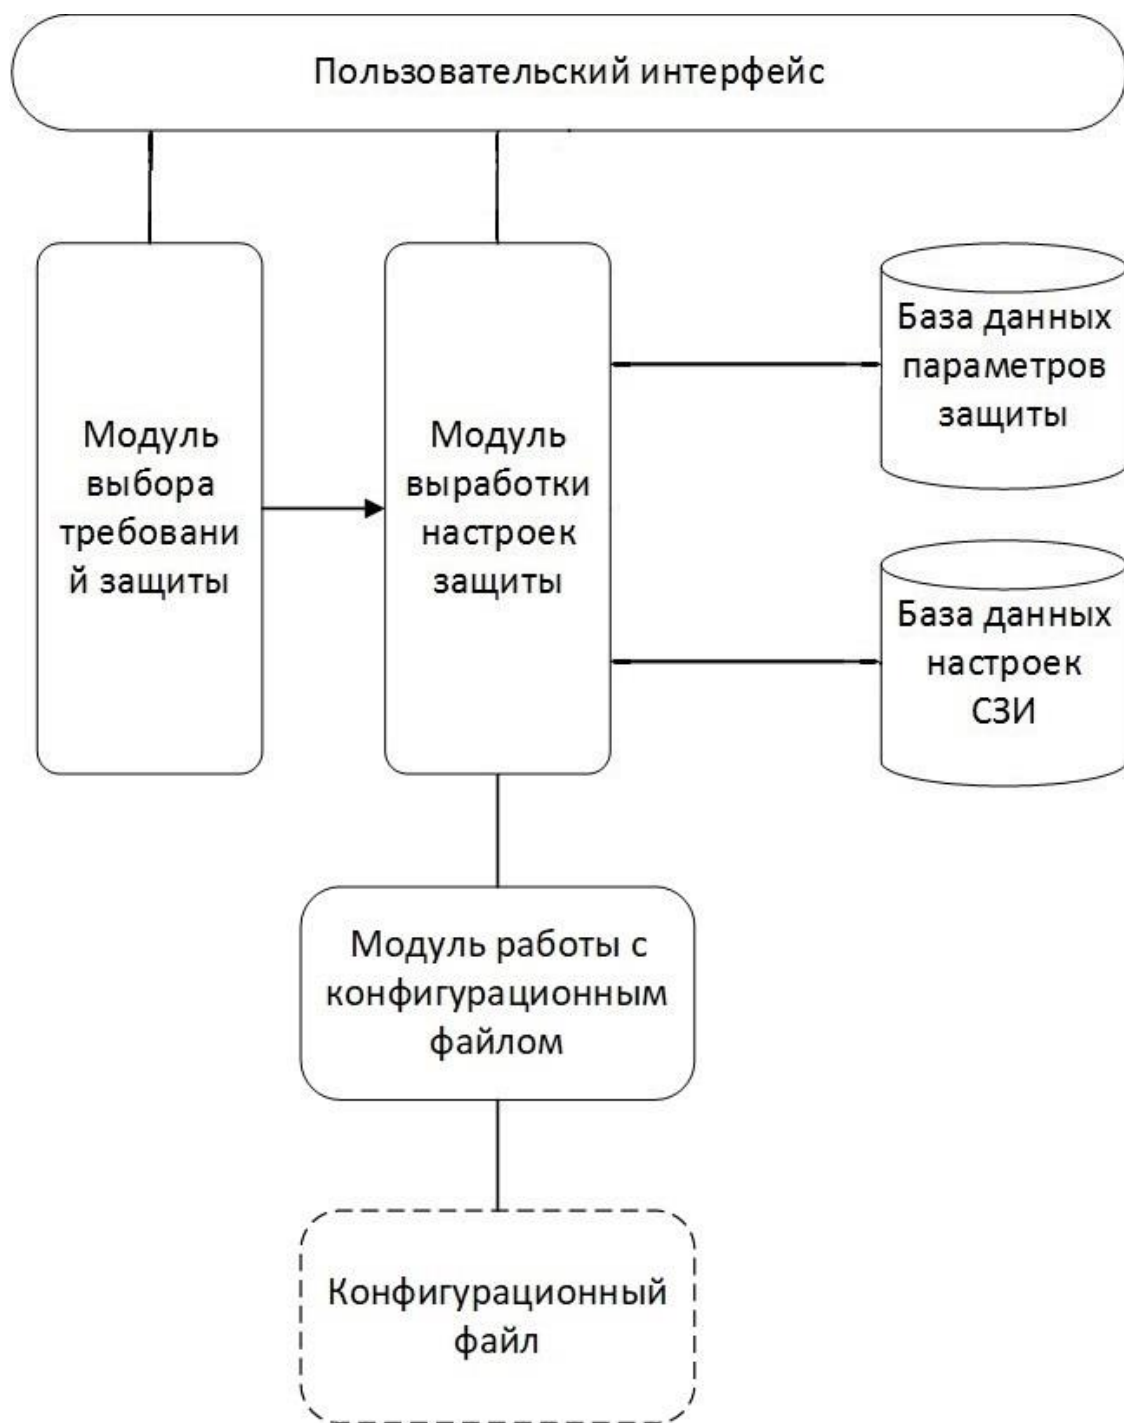 Пользовательский интерфейс
Модуль
выбора
требовани
й защиты
Модуль
выработки
настроек
защиты
База данных
параметров
защиты
База данных
настроек
СЗИ
Модуль работы с
конфигурационным
файлом
Конфигурационный
файл